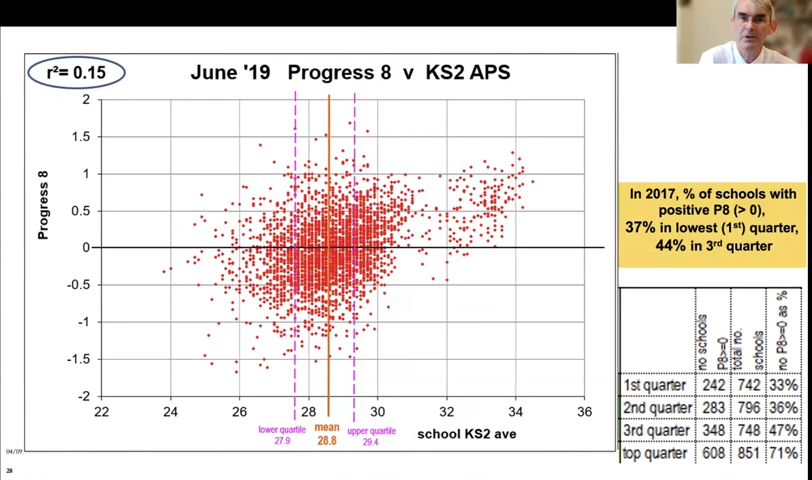 r²= 0.15
June '19 Progress 8 v KS2 APS
Progress 8
2
1.5
1
0.5
0
-0.5
-1
-1.5
-2
22 24 26 28 30 32 34 36
lower quartile
27.9
mean
28.8
upper quartile
29.4
school KS2 ave
In 2017, % of schools with
positive P8 (> 0),
37% in lowest (1st) quarter,
44% in 3rd quarter
no schools P8>=0 total no. schools no P8>=0 as %
1st quarter 242 742 33%
2nd quarter 283 796 36%
3rd quarter 348 748 47%
top quarter 608 851 71%
04/09
28